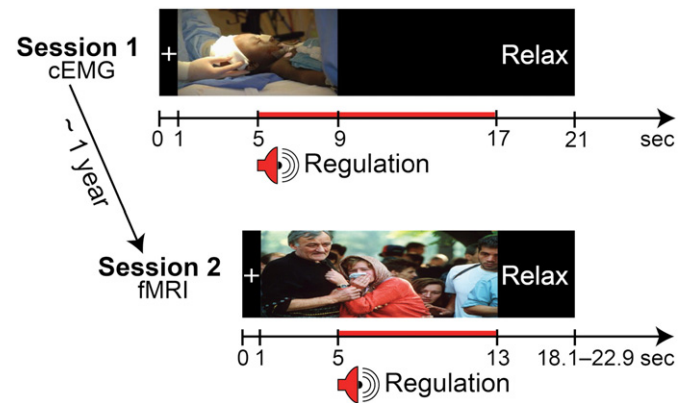 Session 1
cEMG
+
Relax
0 1 5 9 17 21 sec
Regulation
~ 1 year
Session 2
fMRI
+
Relax
0 1 5 13 18.1–22.9 sec
Regulation